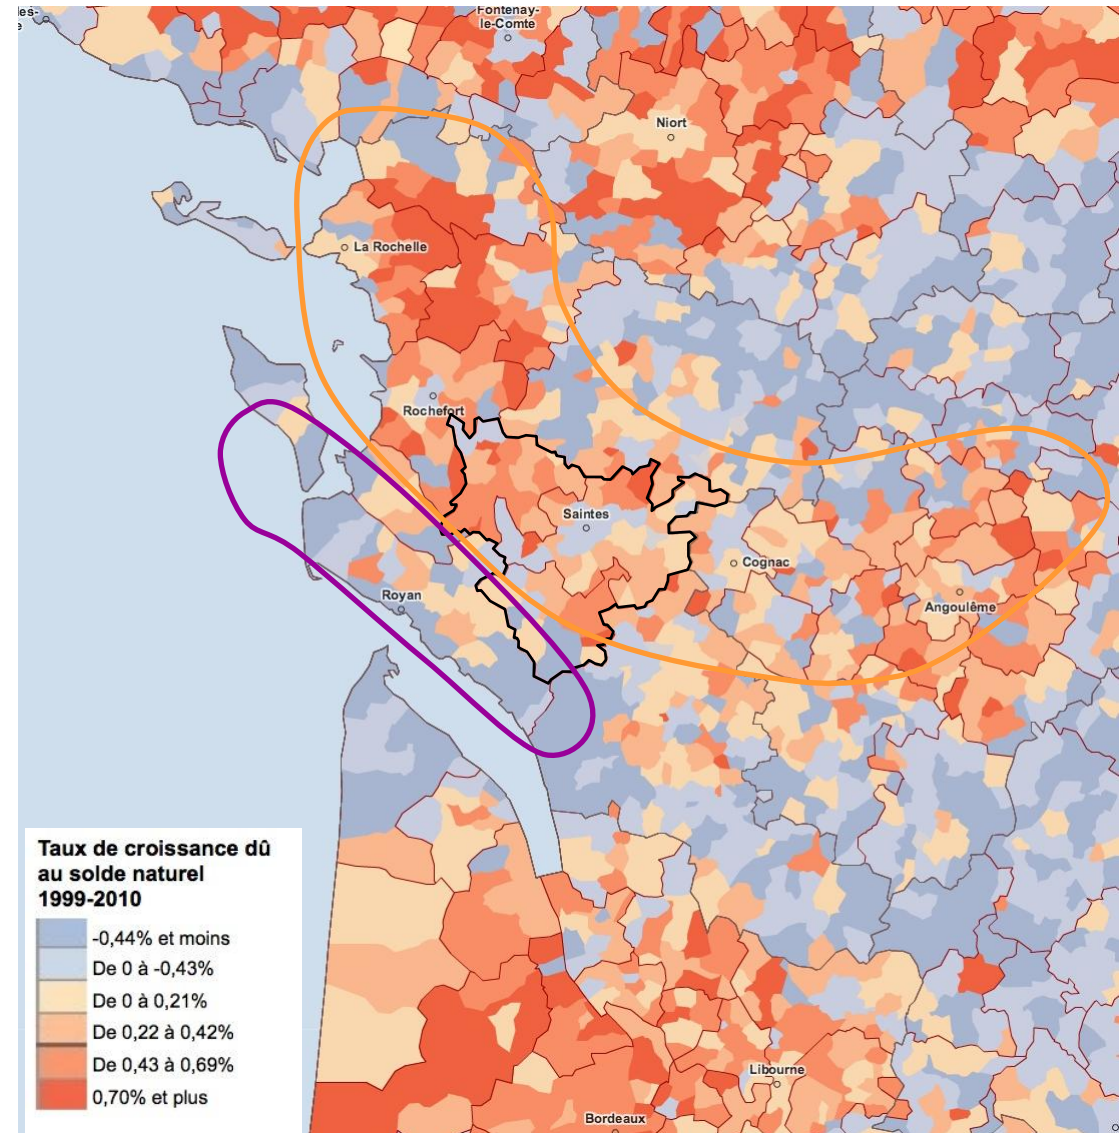 les-
e
Fontenay-
le-Comte
Niort
La Rochelle
Rochefort
Saintes
Cognac
Royan
Angoulême
Taux de croissance dû
au solde naturel
1999-2010
-0,44% et moins
De 0 à -0,43%
De 0 à 0,21%
De 0,22 à 0,42%
De 0,43 à 0,69%
0,70% et plus
Libourne
Bordeaux